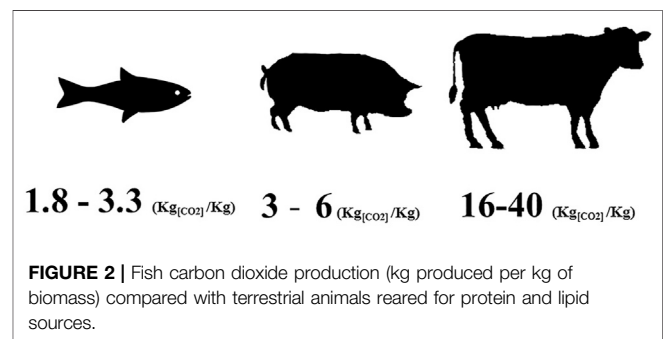 1.8 - 3.3 (Kg[CO2]/Kg) 3 - 6 (Kg[CO2]/Kg) 16-40 (Kg[CO2]/Kg)
FIGURE 2 | Fish carbon dioxide production (kg produced per kg of
biomass) compared with terrestrial animals reared for protein and lipid
sources.